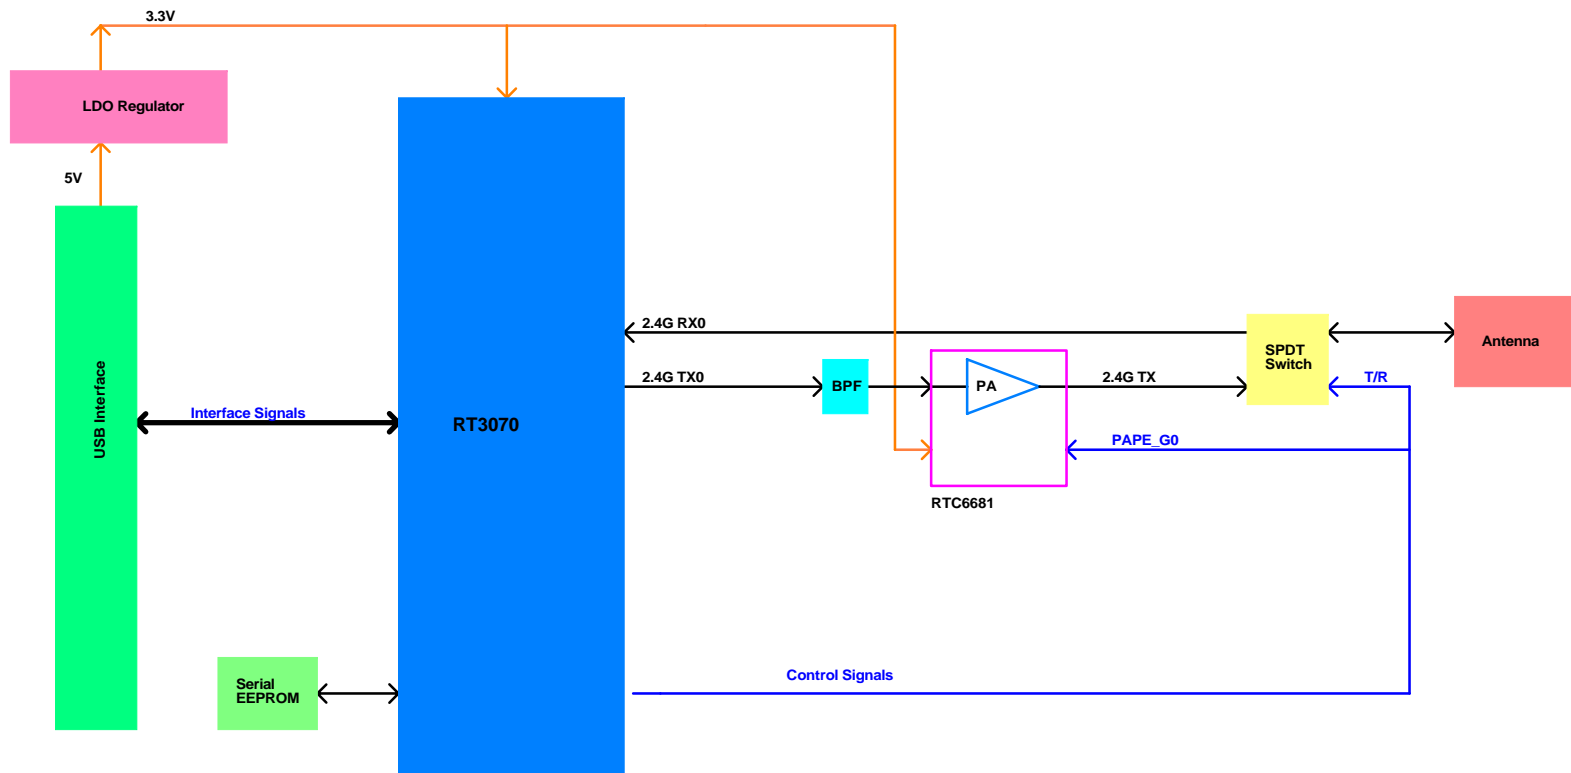 3.3V
LDO Regulator
5V
USB Interface
Interface Signals
RT3070
Serial
EEPROM
2.4G RX0
2.4G TX0
BPF
PA
2.4G TX
SPDT
Switch
Antenna
T/R
PAPE_G0
RTC6681
Control Signals